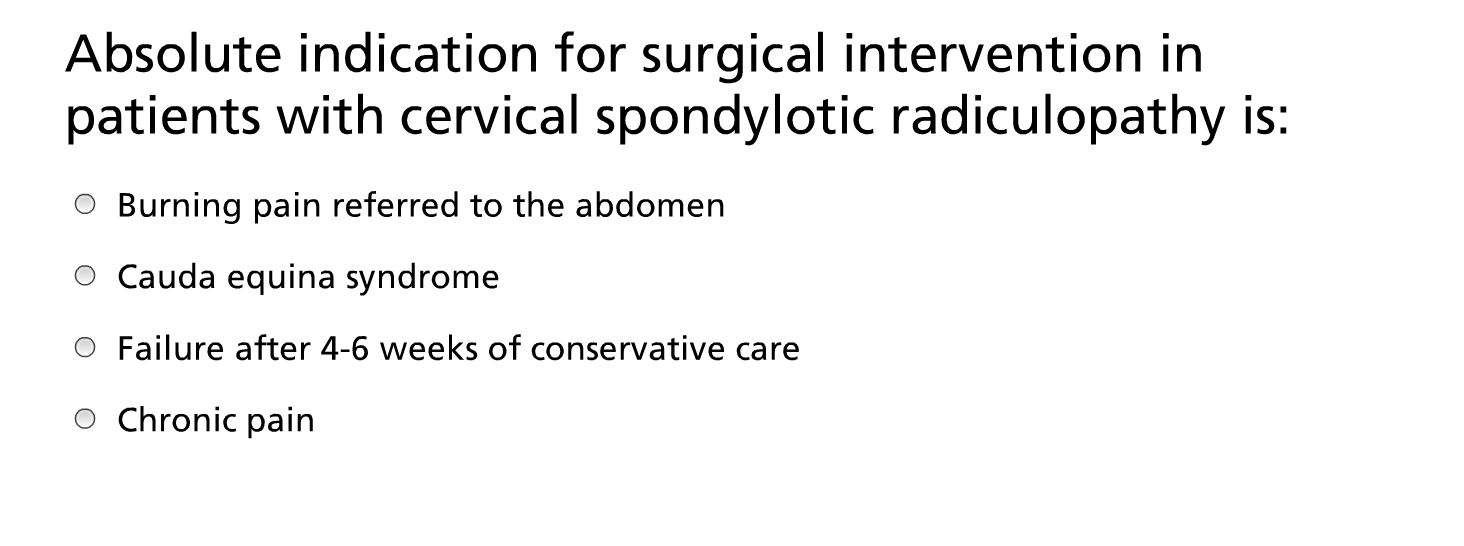 Absolute indication for surgical intervention in
patients with cervical spondylotic radiculopathy is:
Burning pain referred to the abdomen
Cauda equina syndrome
Failure after 4-6 weeks of conservative care
Chronic pain